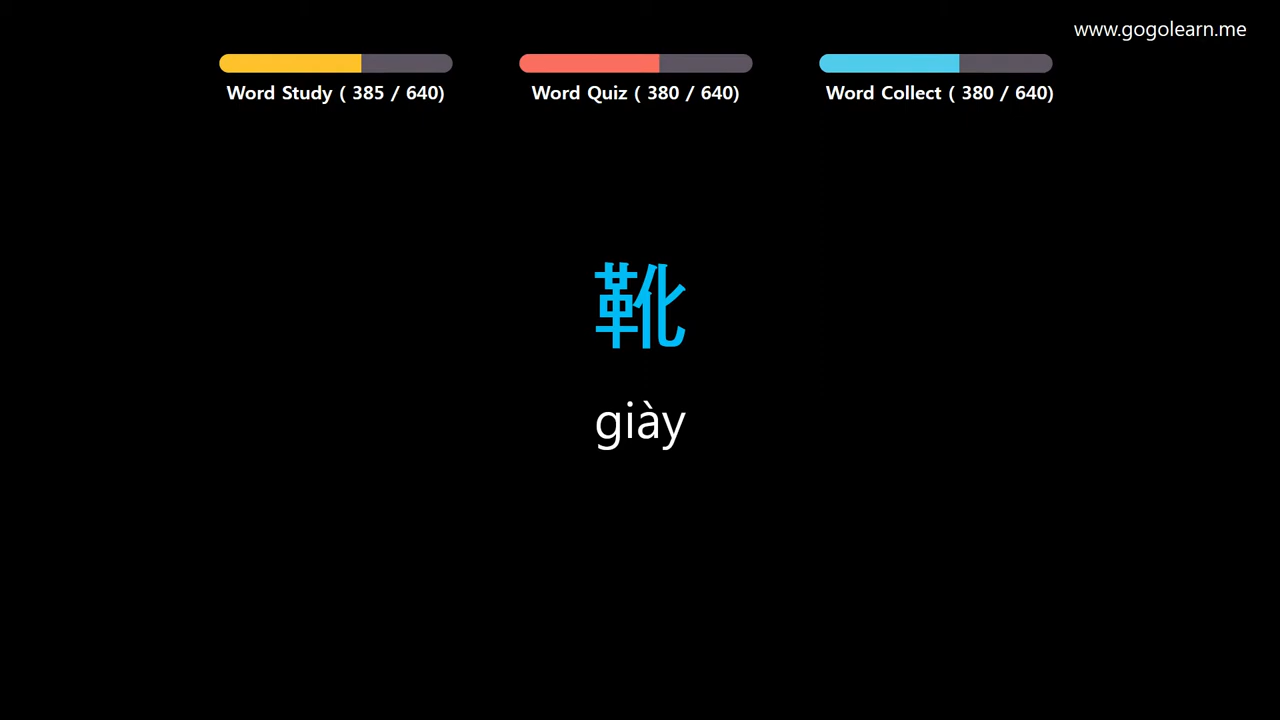 www.gogolearn.me
Word Study ( 385 / 640)
Word Quiz ( 380 / 640)
Word Collect ( 380 / 640)
靴
giày